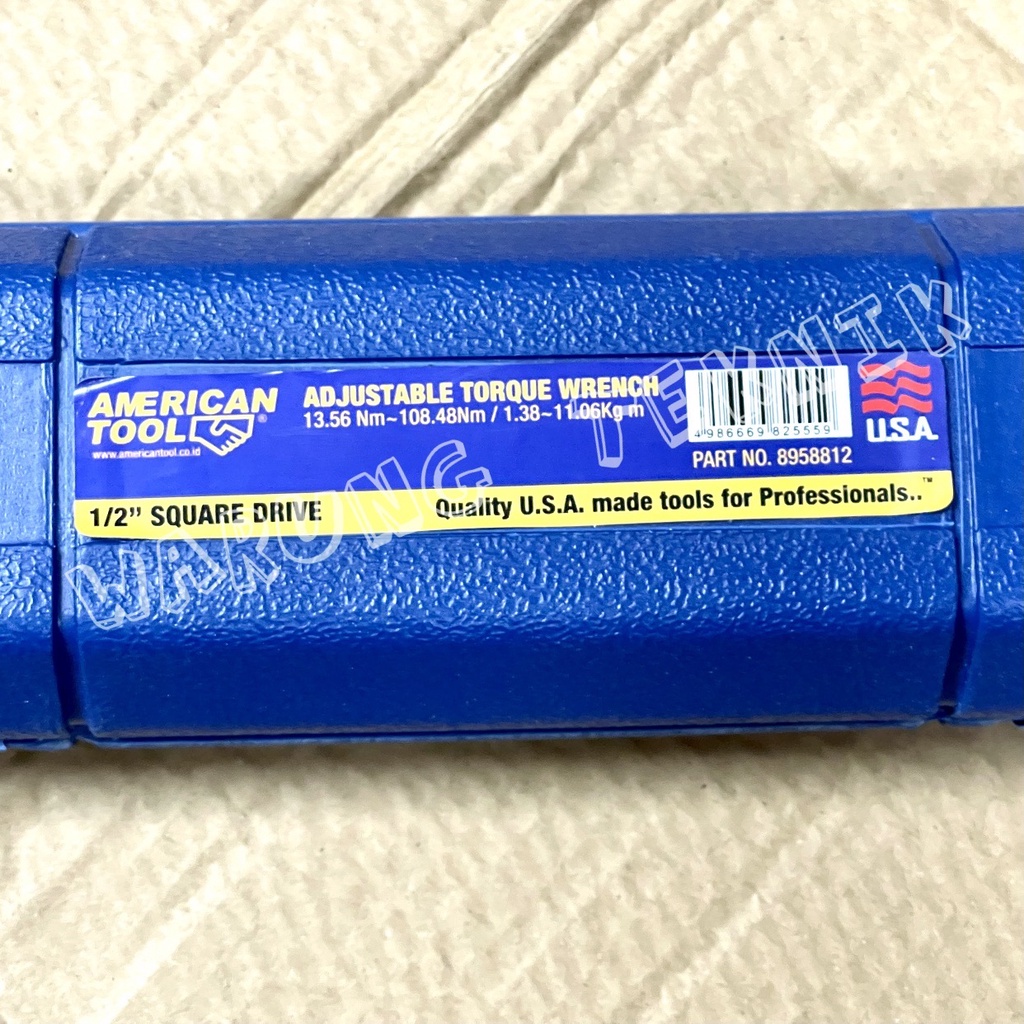 AMERICAN
TOOL®
www.americantool.co.id
ADJUSTABLE TORQUE WRENCH
13.56 Nm~108.48Nm / 1.38~11.06Kg-m
4 986669 825559
PART NO. 8958812
U.S.A.
1/2" SQUARE DRIVE
Quality U.S.A. made tools for Professionals..™
WARUNG TEKNIK